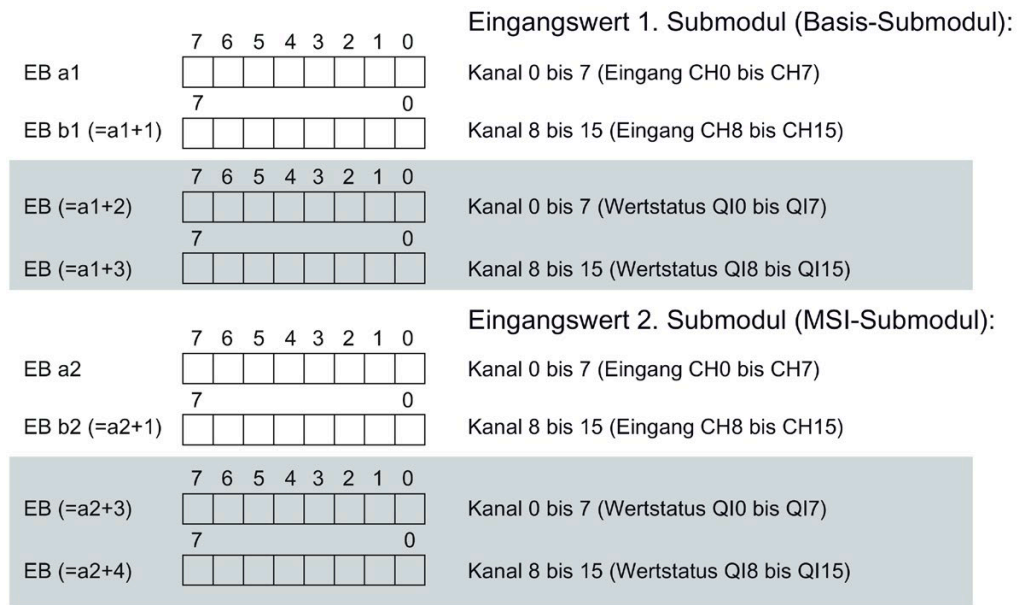 Eingangswert 1. Submodul (Basis-Submodul):
7 6 5 4 3 2 1 0
EB a1 Kanal 0 bis 7 (Eingang CH0 bis CH7)
7 0
EB b1 (=a1+1) Kanal 8 bis 15 (Eingang CH8 bis CH15)
7 6 5 4 3 2 1 0
EB (=a1+2) Kanal 0 bis 7 (Wertstatus QI0 bis QI7)
7 0
EB (=a1+3) Kanal 8 bis 15 (Wertstatus QI8 bis QI15)
Eingangswert 2. Submodul (MSI-Submodul):
7 6 5 4 3 2 1 0
EB a2 Kanal 0 bis 7 (Eingang CH0 bis CH7)
7 0
EB b2 (=a2+1) Kanal 8 bis 15 (Eingang CH8 bis CH15)
7 6 5 4 3 2 1 0
EB (=a2+3) Kanal 0 bis 7 (Wertstatus QI0 bis QI7)
7 0
EB (=a2+4) Kanal 8 bis 15 (Wertstatus QI8 bis QI15)